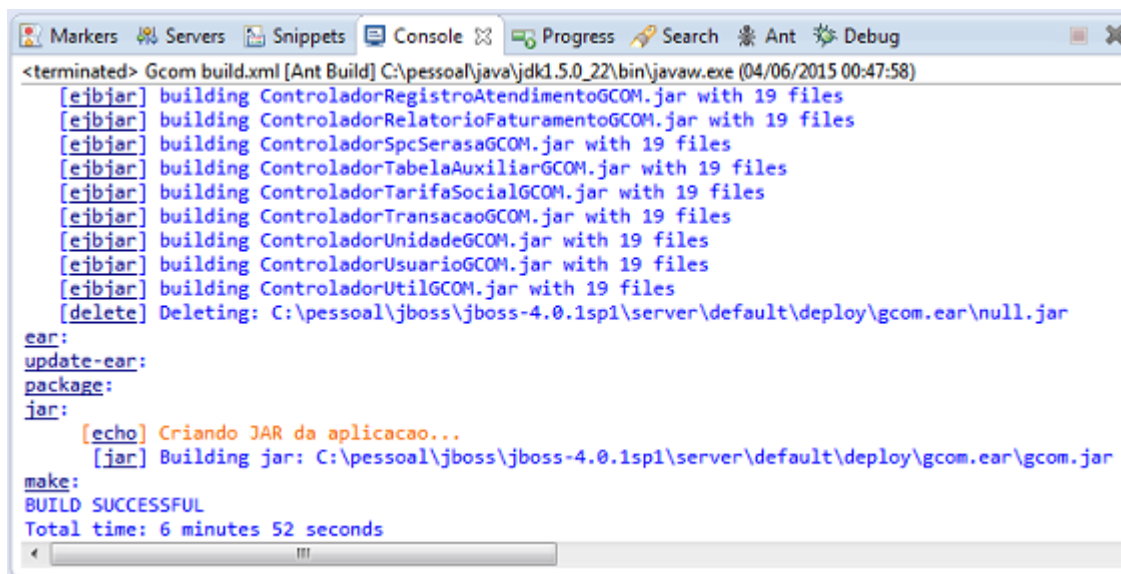 Markers Servers Snippets Console Progress Search Ant Debug
<terminated> Gcom build.xml [Ant Build] C:\pessoal\java\jdk1.5.0_22\bin\javaw.exe (04/06/2015 00:47:58)
[ejbjar] building ControladorRegistroAtendimentoGCOM.jar with 19 files
[ejbjar] building ControladorRelatorioFaturamentoGCOM.jar with 19 files
[ejbjar] building ControladorSpcSerasaGCOM.jar with 19 files
[ejbjar] building ControladorTabelaAuxiliarGCOM.jar with 19 files
[ejbjar] building ControladorTarifaSocialGCOM.jar with 19 files
[ejbjar] building ControladorTransacaoGCOM.jar with 19 files
[ejbjar] building ControladorUnidadeGCOM.jar with 19 files
[ejbjar] building ControladorUsuarioGCOM.jar with 19 files
[ejbjar] building ControladorUtilGCOM.jar with 19 files
[delete] Deleting: C:\pessoal\jboss\jboss-4.0.1sp1\server\default\deploy\gcom.ear\null.jar
ear:
update-ear:
package:
jar:
[echo] Criando JAR da aplicacao...
[jar] Building jar: C:\pessoal\jboss\jboss-4.0.1sp1\server\default\deploy\gcom.ear\gcom.jar
make:
BUILD SUCCESSFUL
Total time: 6 minutes 52 seconds